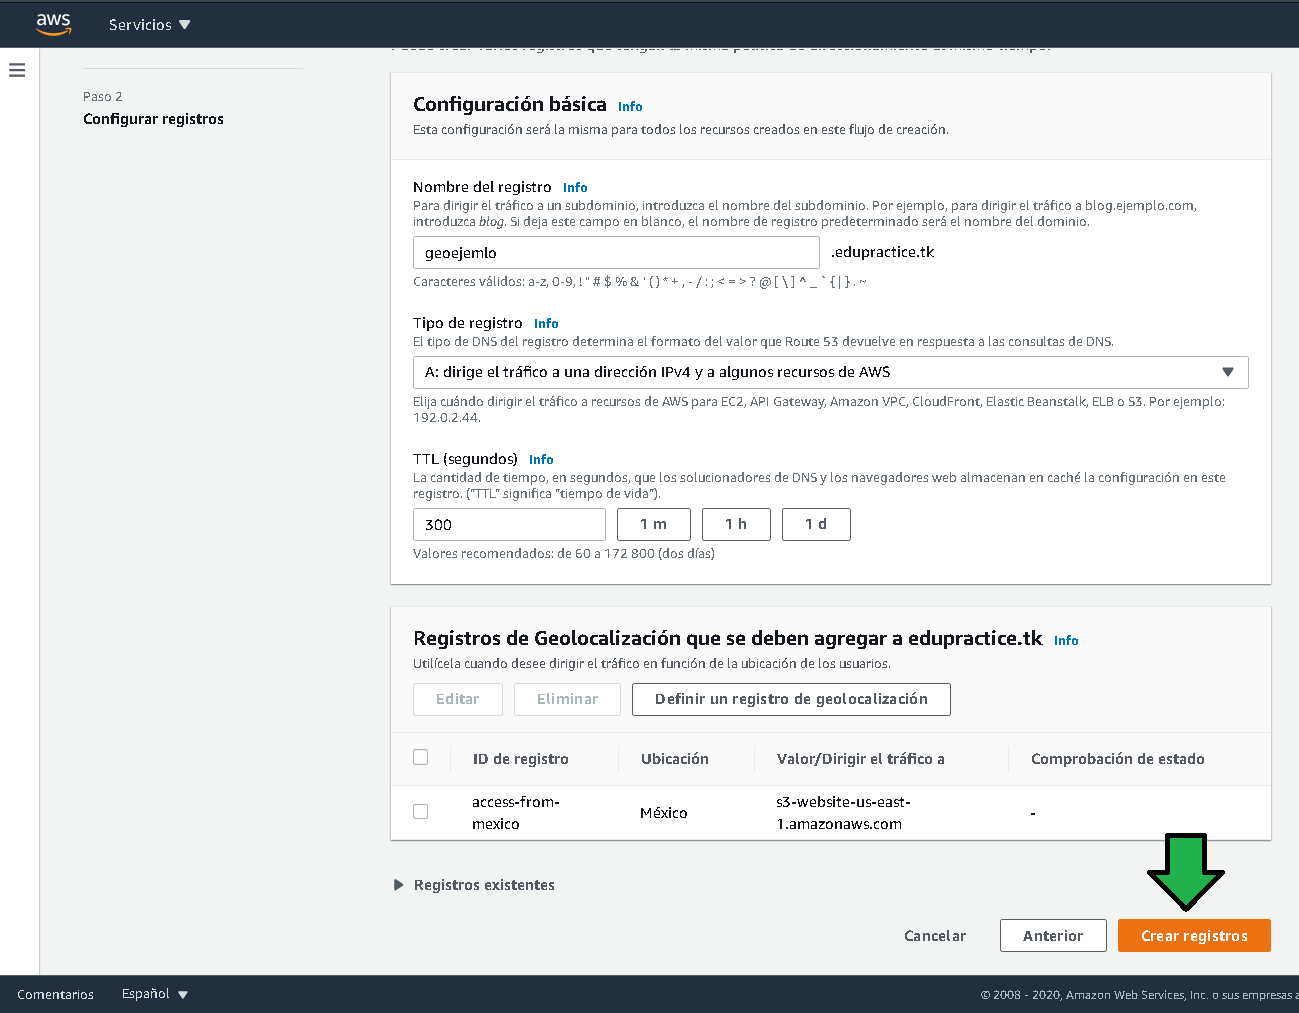 aws
Servicios
Paso 2
Configurar registros
Configuración básica Info
Esta configuración será la misma para todos los recursos creados en este flujo de creación.
Nombre del registro Info
Para dirigir el tráfico a un subdominio, introduzca el nombre del subdominio. Por ejemplo, para dirigir el tráfico a blog.ejemplo.com,
introduzca blog. Si deja este campo en blanco, el nombre de registro predeterminado será el nombre del dominio.
geoejemlo .edupractice.tk
Caracteres válidos: a-z, 0-9, ! " # $ % & ' ( ) * + , - / : ; < = > ? @ [ \ ] ^ _ ` { | } . ~
Tipo de registro Info
El tipo de DNS del registro determina el formato del valor que Route 53 devuelve en respuesta a las consultas de DNS.
A: dirige el tráfico a una dirección IPv4 y a algunos recursos de AWS
Elija cuándo dirigir el tráfico a recursos de AWS para EC2, API Gateway, Amazon VPC, CloudFront, Elastic Beanstalk, ELB o S3. Por ejemplo:
192.0.2.44.
TTL (segundos) Info
La cantidad de tiempo, en segundos, que los solucionadores de DNS y los navegadores web almacenan en caché la configuración en este
registro. ("TTL" significa "tiempo de vida").
300 1 m 1 h 1 d
Valores recomendados: de 60 a 172 800 (dos días)
Registros de Geolocalización que se deben agregar a edupractice.tk Info
Utilícela cuando desee dirigir el tráfico en función de la ubicación de los usuarios.
Editar Eliminar Definir un registro de geolocalización
ID de registro Ubicación Valor/Dirigir el tráfico a Comprobación de estado
access-from-
mexico México s3-website-us-east-
1.amazonaws.com -
Registros existentes
Cancelar Anterior Crear registros
Comentarios Español © 2008 - 2020, Amazon Web Services, Inc. o sus empresas